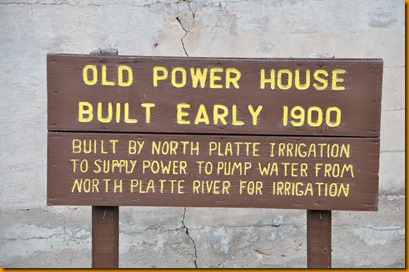 OLD POWER HOUSE
BUILT EARLY 1900
BUILT BY NORTH PLATTE IRRIGATION
TO SUPPLY POWER TO PUMP WATER FROM
NORTH PLATTE RIVER FOR IRRIGATION